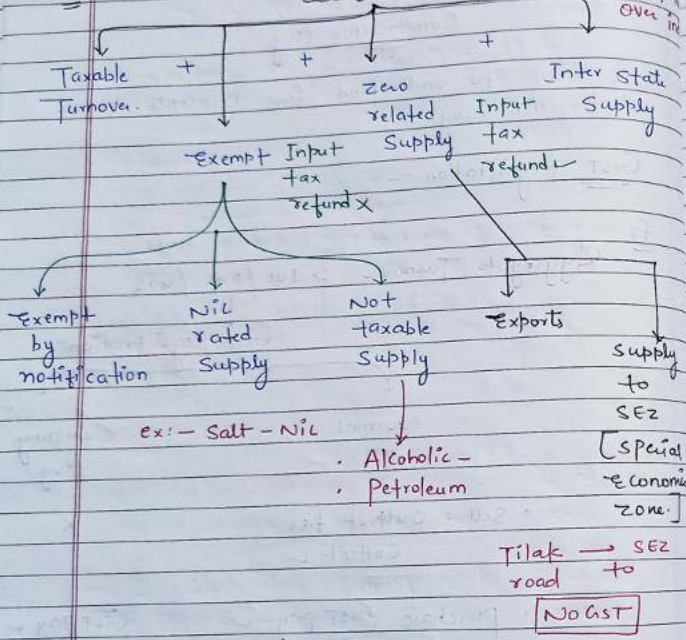 Over in
+ + +
Taxable
Turnover.
Exempt Input
tax
refund x
Zero
related
Supply
Input
tax
refund ✓
Inter State
Supply
Exempt
by
notification
Nil
rated
Supply
Not
taxable
Supply
Exports
Supply
to
SEZ
[Special
Economic
zone.]
ex:- Salt - Nil
. Alcoholic -
. Petroleum
Tilak → SEZ
road to
NO GST